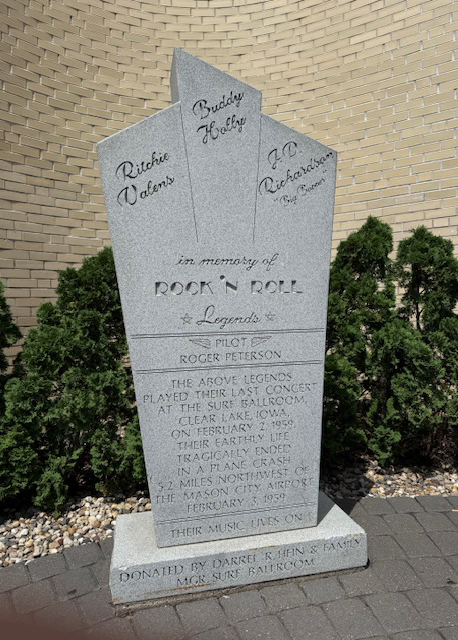 Ritchie
Valens
Buddy
Holly
J.D.
Richardson
"Big Bopper"
in memory of
ROCK 'N ROLL
Legends
PILOT
ROGER PETERSON
THE ABOVE LEGENDS
PLAYED THEIR LAST CONCERT
AT THE SURF BALLROOM,
CLEAR LAKE, IOWA,
ON FEBRUARY 2, 1959.
THEIR EARTHLY LIFE
TRAGICALLY ENDED
IN A PLANE CRASH
5.2 MILES NORTHWEST OF
THE MASON CITY AIRPORT
FEBRUARY 3, 1959.
THEIR MUSIC LIVES ON
DONATED BY DARREL R. HEIN & FAMILY
MGR. SURF BALLROOM